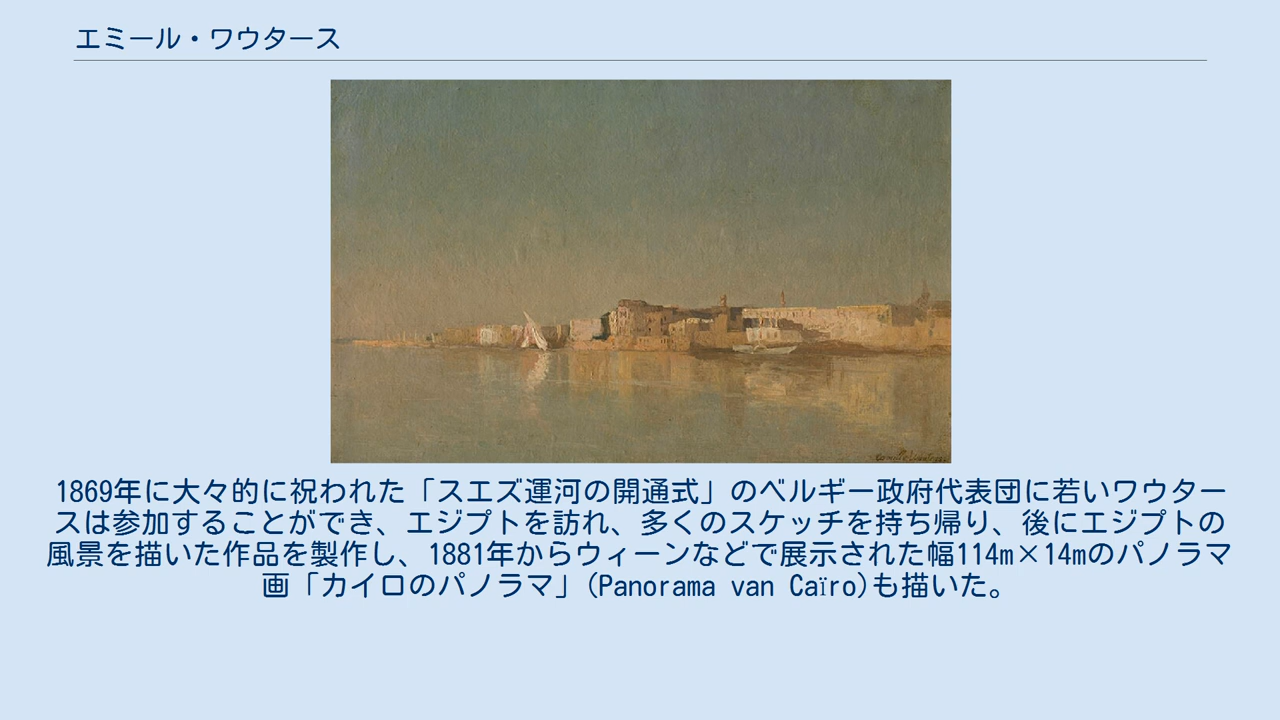 エミール・ワウタース
1869年に大々的に祝われた「スエズ運河の開通式」のベルギー政府代表団に若いワウター
スは参加することができ、エジプトを訪れ、多くのスケッチを持ち帰り、後にエジプトの
風景を描いた作品を製作し、1881年からウィーンなどで展示された幅114m×14mのパノラマ
画「カイロのパノラマ」(Panorama van Caïro)も描いた。